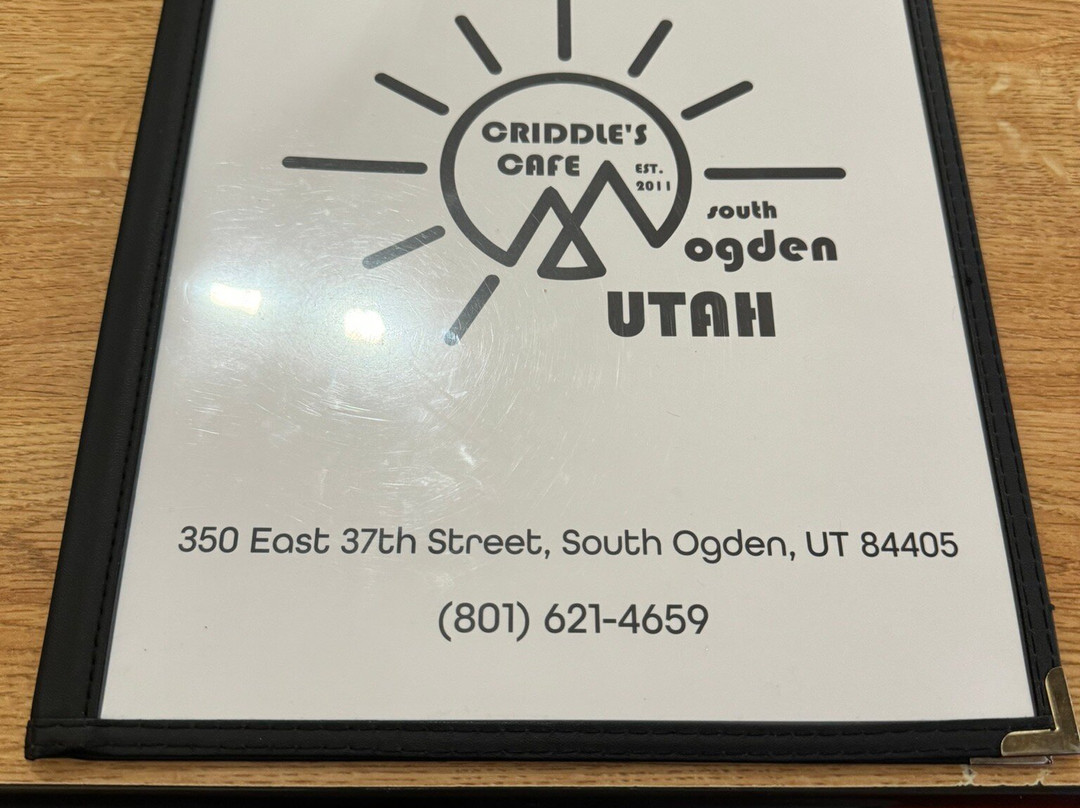 CRIDDLE'S
CAFE
EST.
2011
south
ogden
UTAH
350 East 37th Street, South Ogden, UT 84405
(801) 621-4659